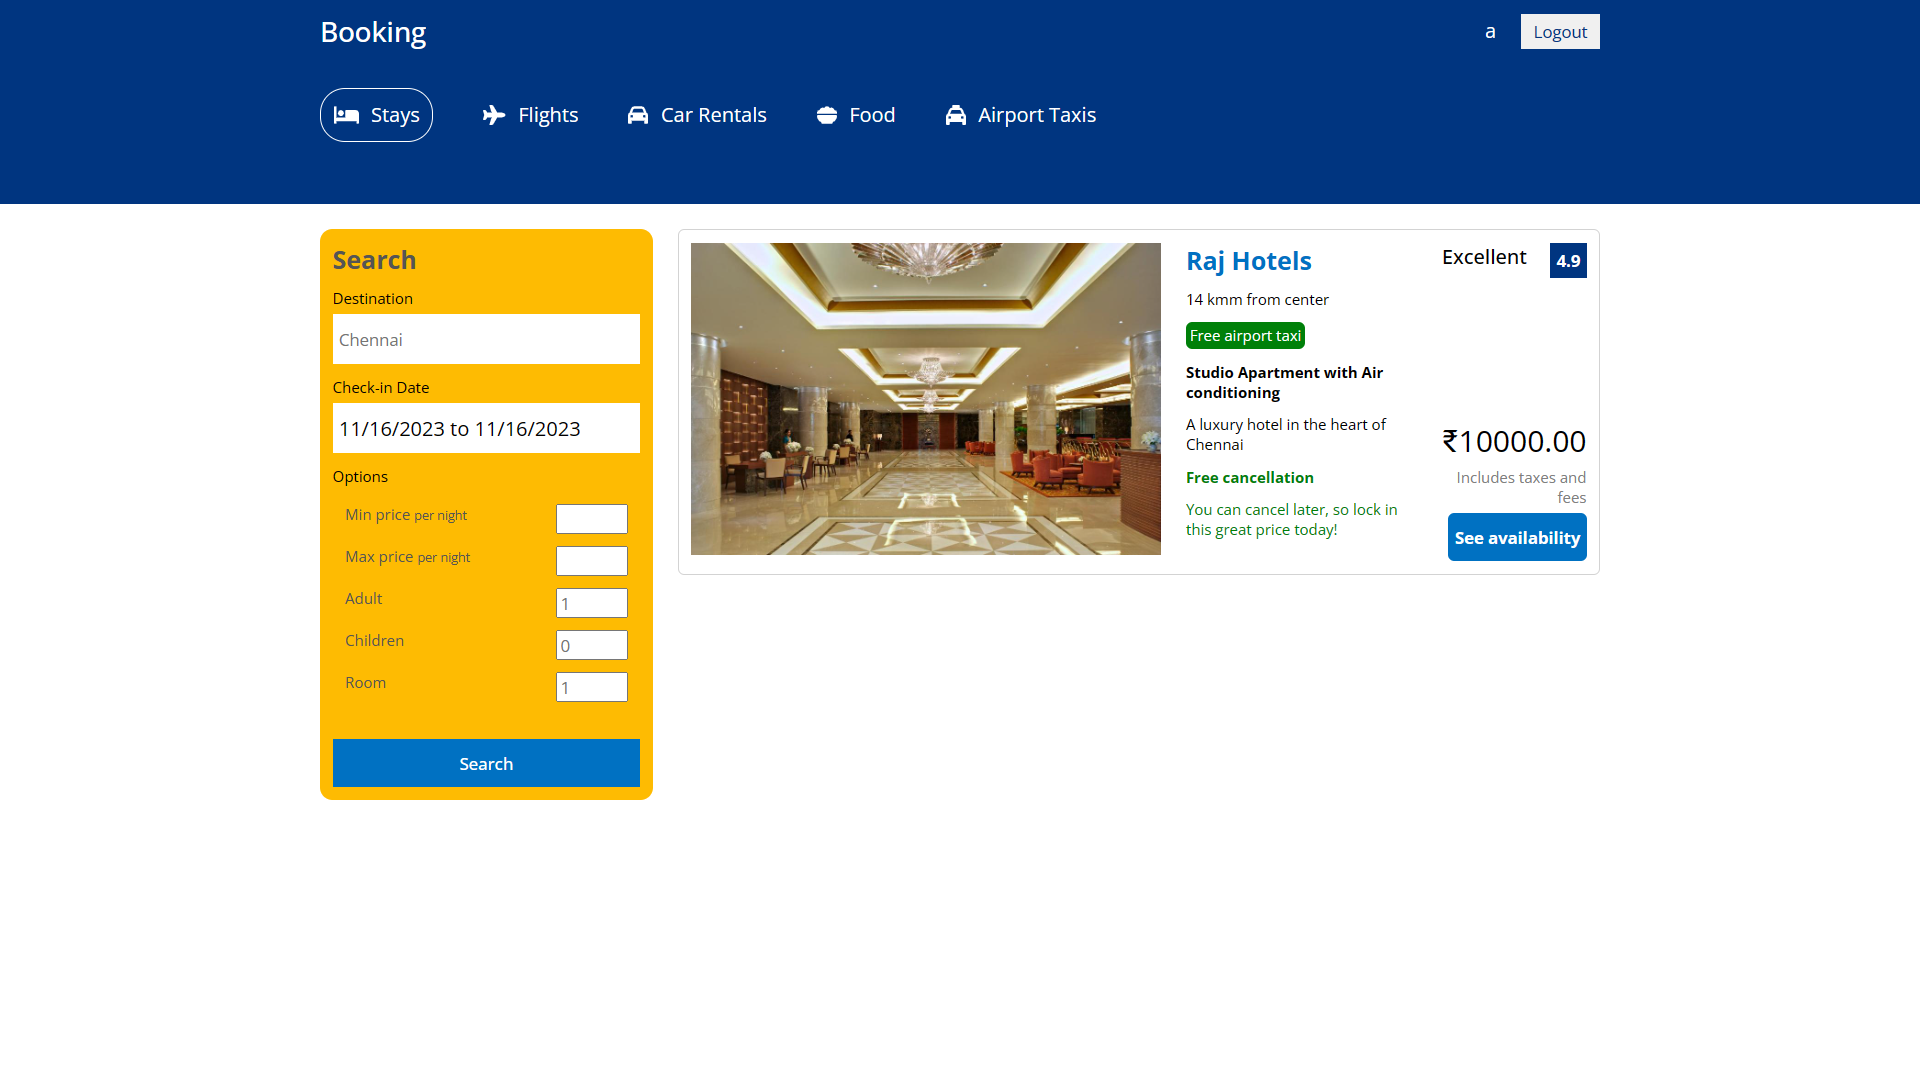 Booking
a
Logout
Stays
Flights
Car Rentals
Food
Airport Taxis
Search
Destination
Chennai
Check-in Date
11/16/2023 to 11/16/2023
Options
Min price per night
Max price per night
Adult
1
Children
0
Room
1
Search
Raj Hotels
14 kmm from center
Free airport taxi
Studio Apartment with Air
conditioning
A luxury hotel in the heart of
Chennai
Free cancellation
You can cancel later, so lock in
this great price today!
Excellent
4.9
₹10000.00
Includes taxes and
fees
See availability